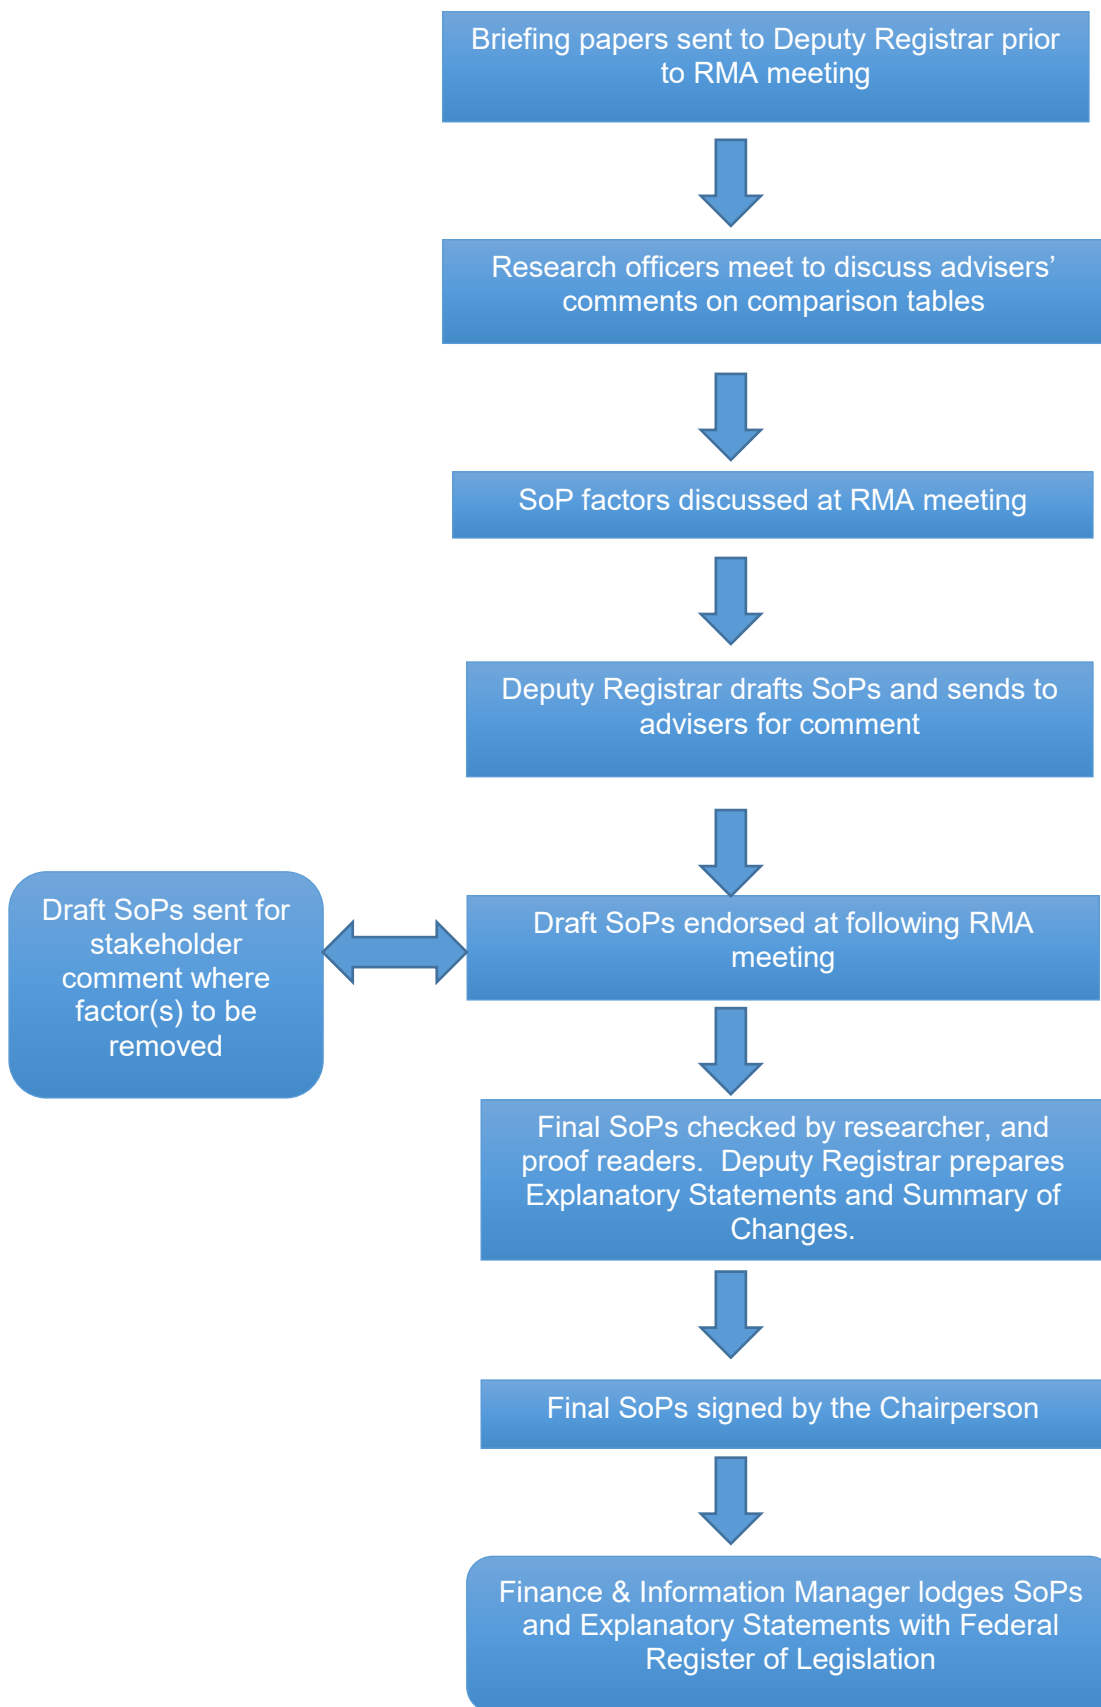 Briefing papers sent to Deputy Registrar prior
to RMA meeting
Research officers meet to discuss advisers’
comments on comparison tables
SoP factors discussed at RMA meeting
Deputy Registrar drafts SoPs and sends to
advisers for comment
Draft SoPs sent for
stakeholder
comment where
factor(s) to be
removed
Draft SoPs endorsed at following RMA
meeting
Final SoPs checked by researcher, and
proof readers.  Deputy Registrar prepares
Explanatory Statements and Summary of
Changes.
Final SoPs signed by the Chairperson
Finance & Information Manager lodges SoPs
and Explanatory Statements with Federal
Register of Legislation